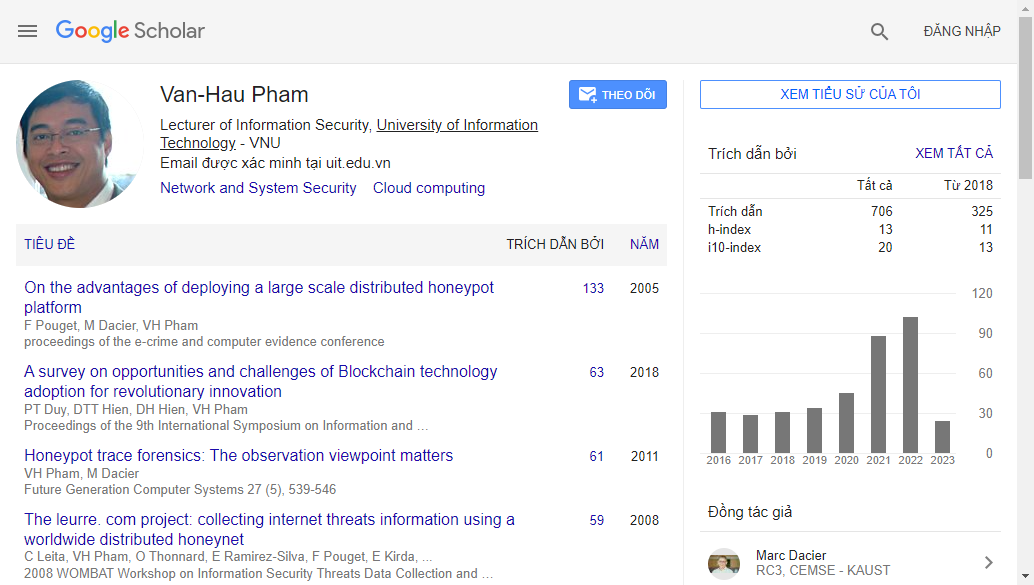 Google Scholar
ĐĂNG NHẬP
Van-Hau Pham
THEO DÕI
Lecturer of Information Security, University of Information
Technology - VNU
Email được xác minh tại uit.edu.vn
Network and System Security Cloud computing
TIÊU ĐỀ TRÍCH DẪN BỞI NĂM
On the advantages of deploying a large scale distributed honeypot 133 2005
platform
F Pouget, M Dacier, VH Pham
proceedings of the e-crime and computer evidence conference
A survey on opportunities and challenges of Blockchain technology 63 2018
adoption for revolutionary innovation
PT Duy, DTT Hien, DH Hien, VH Pham
Proceedings of the 9th International Symposium on Information and …
Honeypot trace forensics: The observation viewpoint matters 61 2011
VH Pham, M Dacier
Future Generation Computer Systems 27 (5), 539-546
The leurre. com project: collecting internet threats information using a 59 2008
worldwide distributed honeynet
C Leita, VH Pham, O Thonnard, E Ramirez-Silva, F Pouget, E Kirda, ...
2008 WOMBAT Workshop on Information Security Threats Data Collection and …
XEM TIỂU SỬ CỦA TÔI
Trích dẫn bởi XEM TẤT CẢ
Tất cả Từ 2018
Trích dẫn 706 325
h-index 13 11
i10-index 20 13
120
90
60
30
0
2016 2017 2018 2019 2020 2021 2022 2023
Đồng tác giả
Marc Dacier
RC3, CEMSE - KAUST